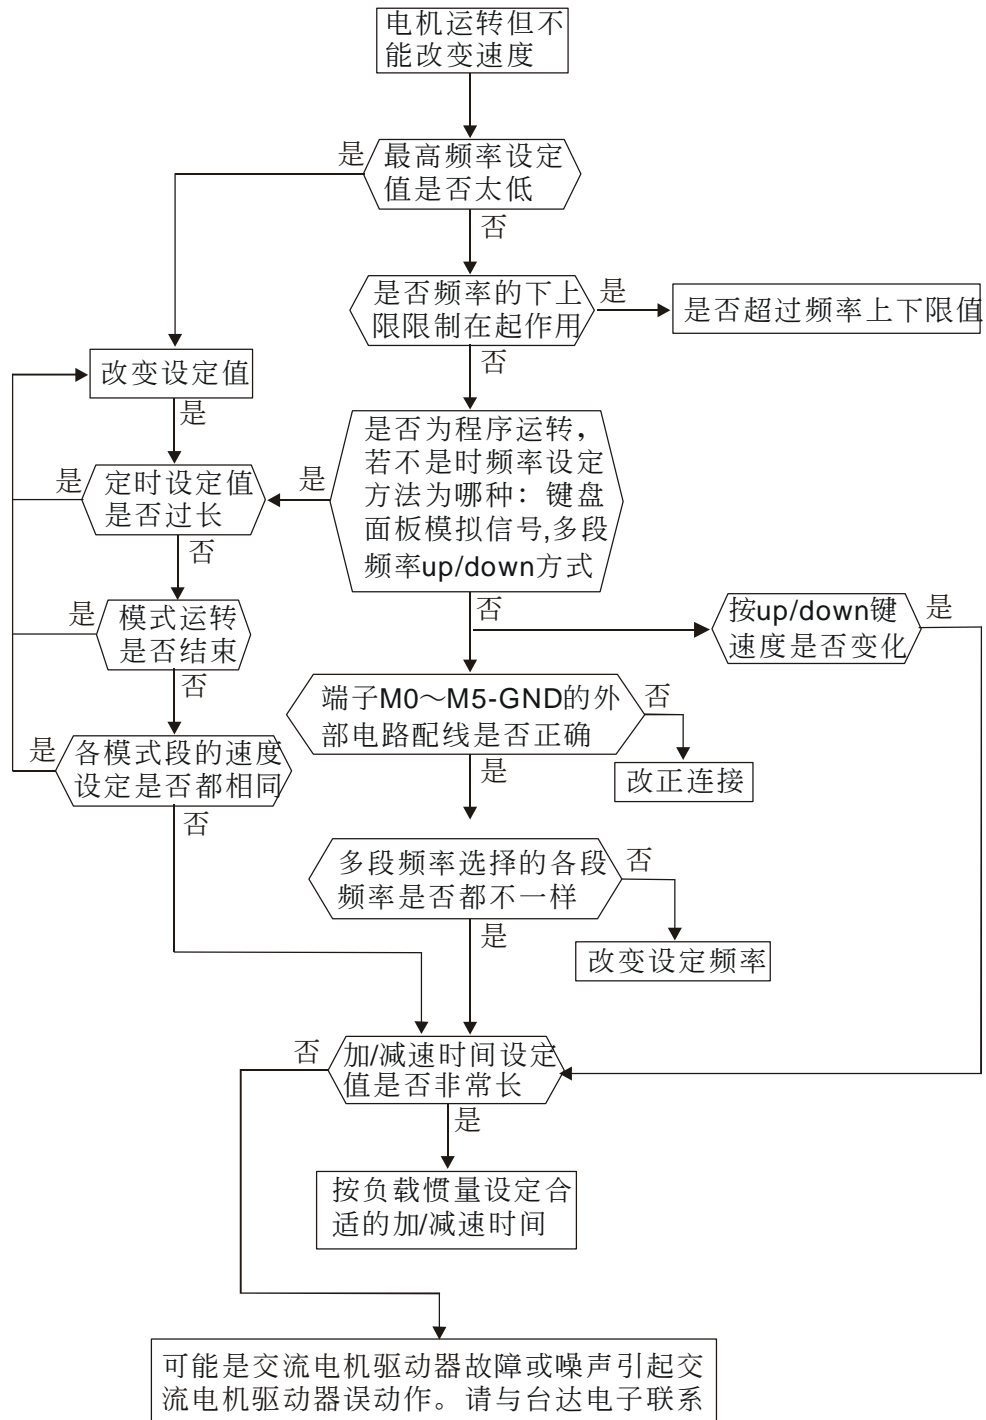 电机运转但不
能改变速度
是
最高频率设定
值是否太低
否
是否频率的下上
限限制在起作用
是
是否超过频率上下限值
否
改变设定值
是
是否为程序运转，
若不是时频率设定
方法为哪种：键盘
面板模拟信号,多段
频率up/down方式
是
定时设定值
是否过长
是
否
否
按up/down键
速度是否变化
是
是
模式运转
是否结束
否
端子M0～M5-GND的外
部电路配线是否正确
否
是
改正连接
是
各模式段的速度
设定是否都相同
否
多段频率选择的各段
频率是否都不一样
否
是
改变设定频率
否
加/减速时间设定
值是否非常长
是
按负载惯量设定合
适的加/减速时间
可能是交流电机驱动器故障或噪声引起交
流电机驱动器误动作。请与台达电子联系